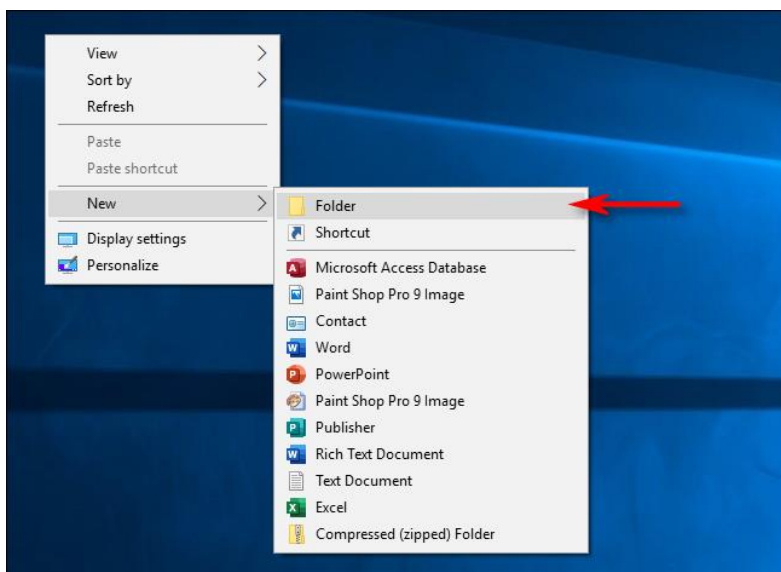 View
Sort by
Refresh
Paste
Paste shortcut
New
Display settings
Personalize
Folder
Shortcut
Microsoft Access Database
Paint Shop Pro 9 Image
Contact
Word
PowerPoint
Paint Shop Pro 9 Image
Publisher
Rich Text Document
Text Document
Excel
Compressed (zipped) Folder